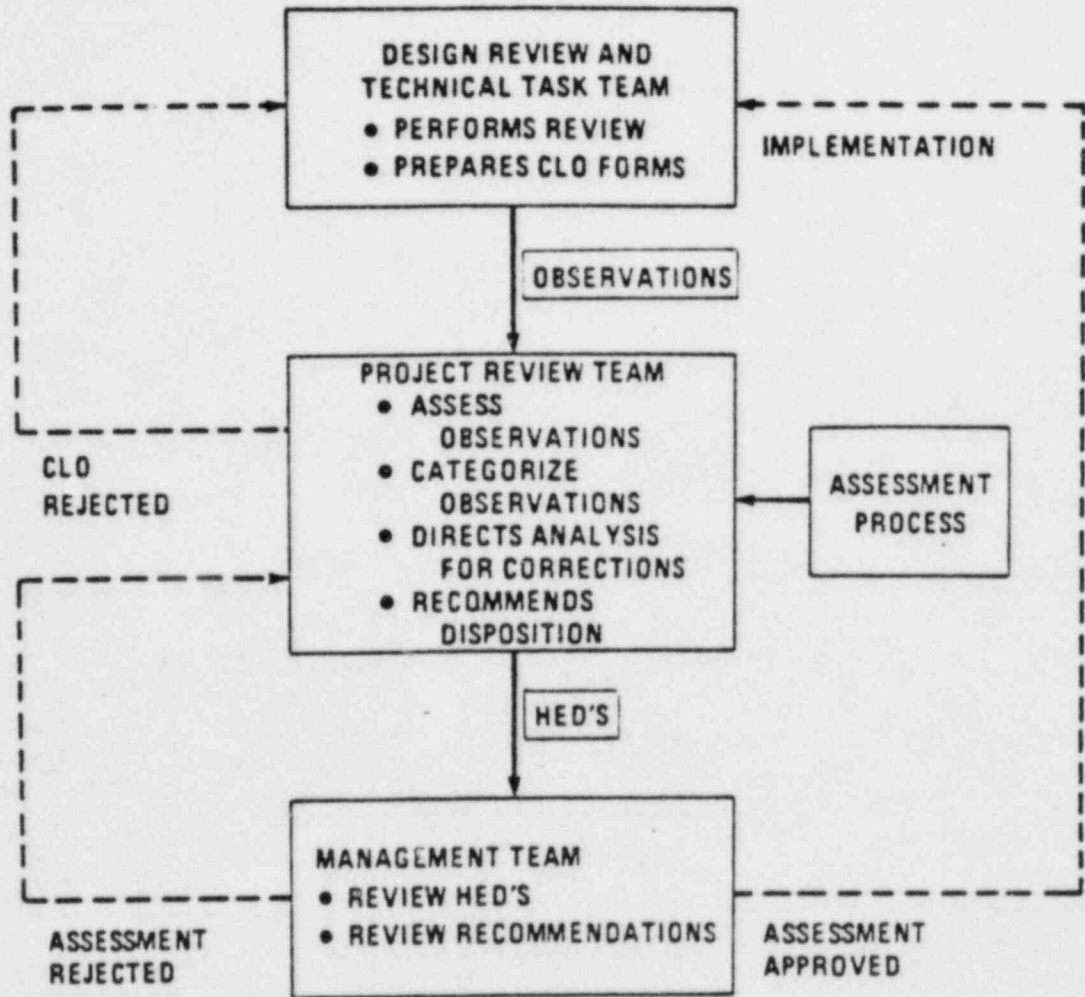 DESIGN REVIEW AND
TECHNICAL TASK TEAM
• PERFORMS REVIEW
• PREPARES CLO FORMS
IMPLEMENTATION
OBSERVATIONS
PROJECT REVIEW TEAM
• ASSESS
OBSERVATIONS
• CATEGORIZE
OBSERVATIONS
• DIRECTS ANALYSIS
FOR CORRECTIONS
• RECOMMENDS
DISPOSITION
CLO
REJECTED
ASSESSMENT
PROCESS
HED'S
MANAGEMENT TEAM
• REVIEW HED'S
• REVIEW RECOMMENDATIONS
ASSESSMENT
REJECTED
ASSESSMENT
APPROVED